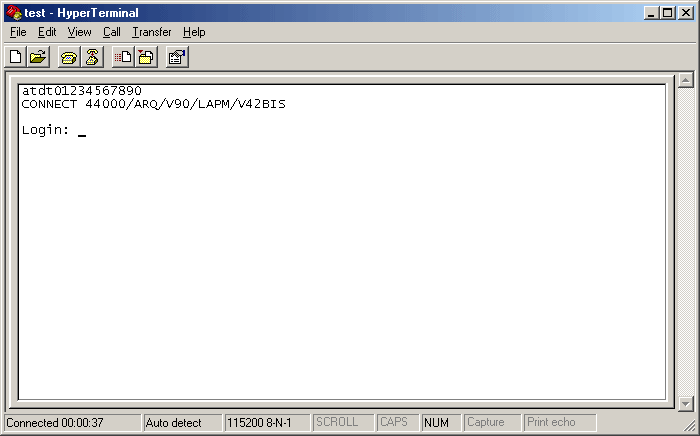 test - HyperTerminal
File Edit View Call Transfer Help
atdt01234567890
CONNECT 44000/ARQ/V90/LAPM/V42BIS
Login: _
Connected 00:00:37 Auto detect 115200 8-N-1 SCROLL CAPS NUM Capture Print echo